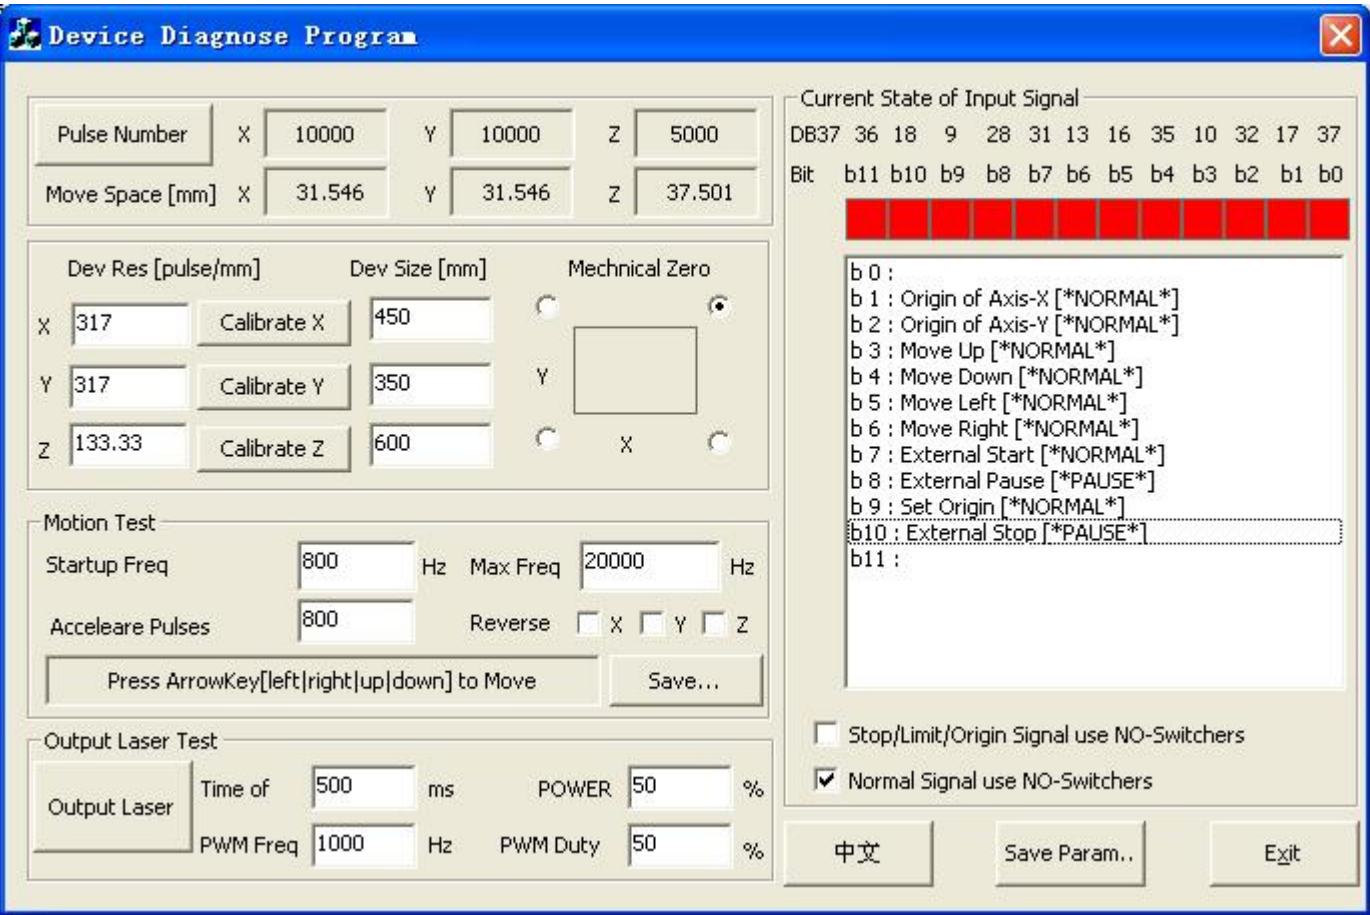 Device Diagnose Program
Pulse Number X 10000 Y 10000 Z 5000
Move Space [mm] X 31.546 Y 31.546 Z 37.501
Dev Res [pulse/mm] Dev Size [mm] Mechnical Zero
X 317 Calibrate X 450
Y 317 Calibrate Y 350 Y
Z 133.33 Calibrate Z 600 X
Motion Test
Startup Freq 800 Hz Max Freq 20000 Hz
Acceleare Pulses 800 Reverse X Y Z
Press ArrowKey[left|right|up|down] to Move Save...
Output Laser Test
Output Laser
Time of 500 ms POWER 50 %
PWM Freq 1000 Hz PWM Duty 50 %
Current State of Input Signal
DB37 36 18 9 28 31 13 16 35 10 32 17 37
Bit b11 b10 b9 b8 b7 b6 b5 b4 b3 b2 b1 b0
b 0 :
b 1 : Origin of Axis-X [*NORMAL*]
b 2 : Origin of Axis-Y [*NORMAL*]
b 3 : Move Up [*NORMAL*]
b 4 : Move Down [*NORMAL*]
b 5 : Move Left [*NORMAL*]
b 6 : Move Right [*NORMAL*]
b 7 : External Start [*NORMAL*]
b 8 : External Pause [*PAUSE*]
b 9 : Set Origin [*NORMAL*]
b10 : External Stop [*PAUSE*]
b11 :
Stop/Limit/Origin Signal use NO-Switchers
Normal Signal use NO-Switchers
中文 Save Param.. Exit